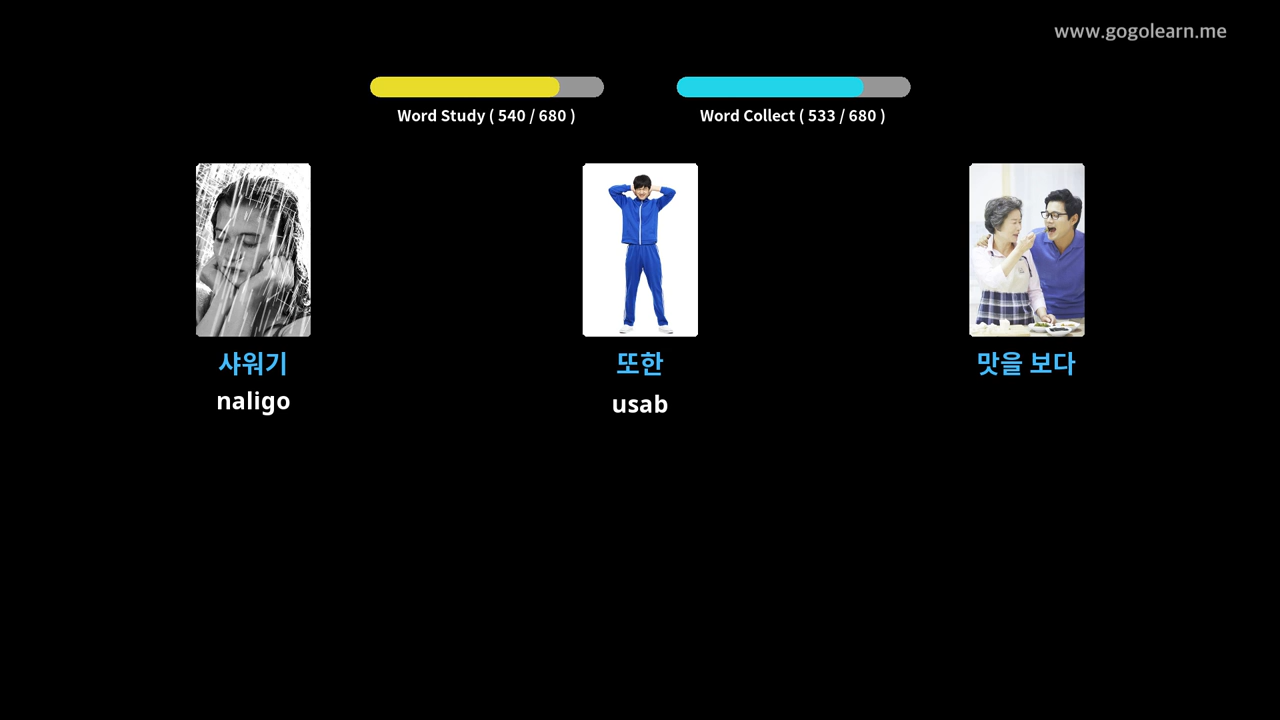 www.gogolearn.me
Word Study ( 540 / 680 )
Word Collect ( 533 / 680 )
샤워기
naligo
또한
usab
맛을 보다